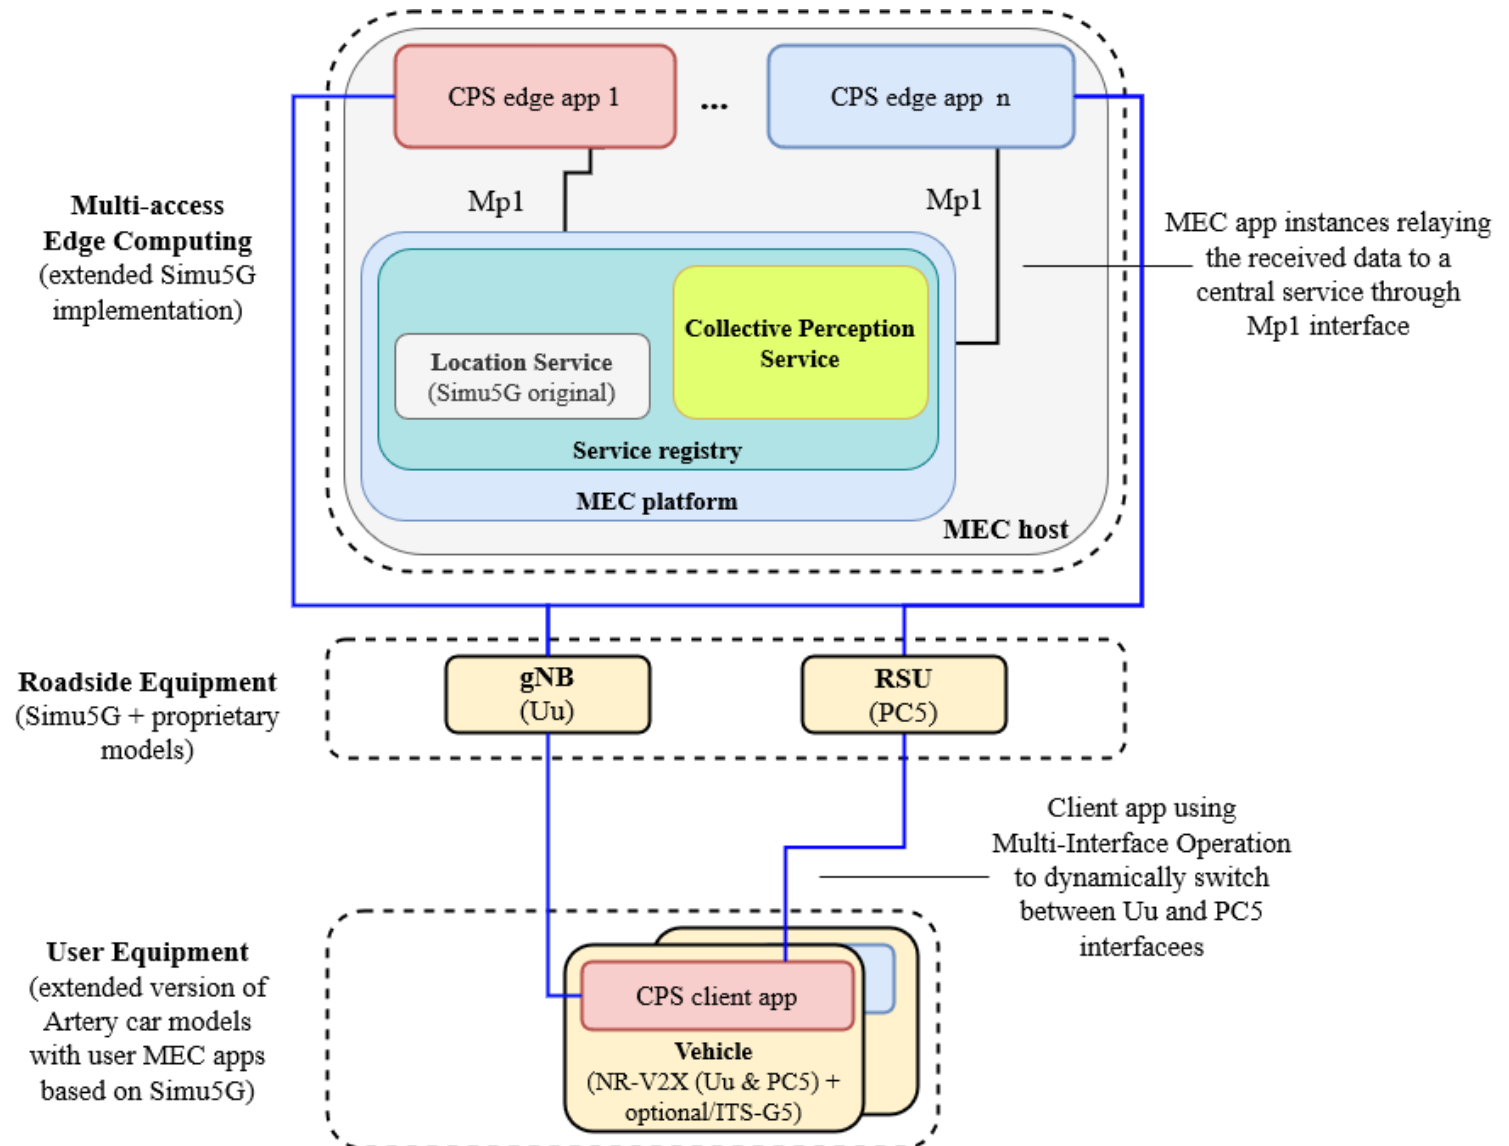 CPS edge app 1
...
CPS edge app n
Mp1
Mp1
Multi-access
Edge Computing
(extended Simu5G
implementation)
MEC app instances relaying
the received data to a
central service through
Mp1 interface
Collective Perception
Service
Location Service
(Simu5G original)
Service registry
MEC platform
MEC host
Roadside Equipment
(Simu5G + proprietary
models)
gNB
(Uu)
RSU
(PC5)
Client app using
Multi-Interface Operation
to dynamically switch
between Uu and PC5
interfacees
User Equipment
(extended version of
Artery car models
with user MEC apps
based on Simu5G)
CPS client app
Vehicle
(NR-V2X (Uu & PC5) +
optional/ITS-G5)